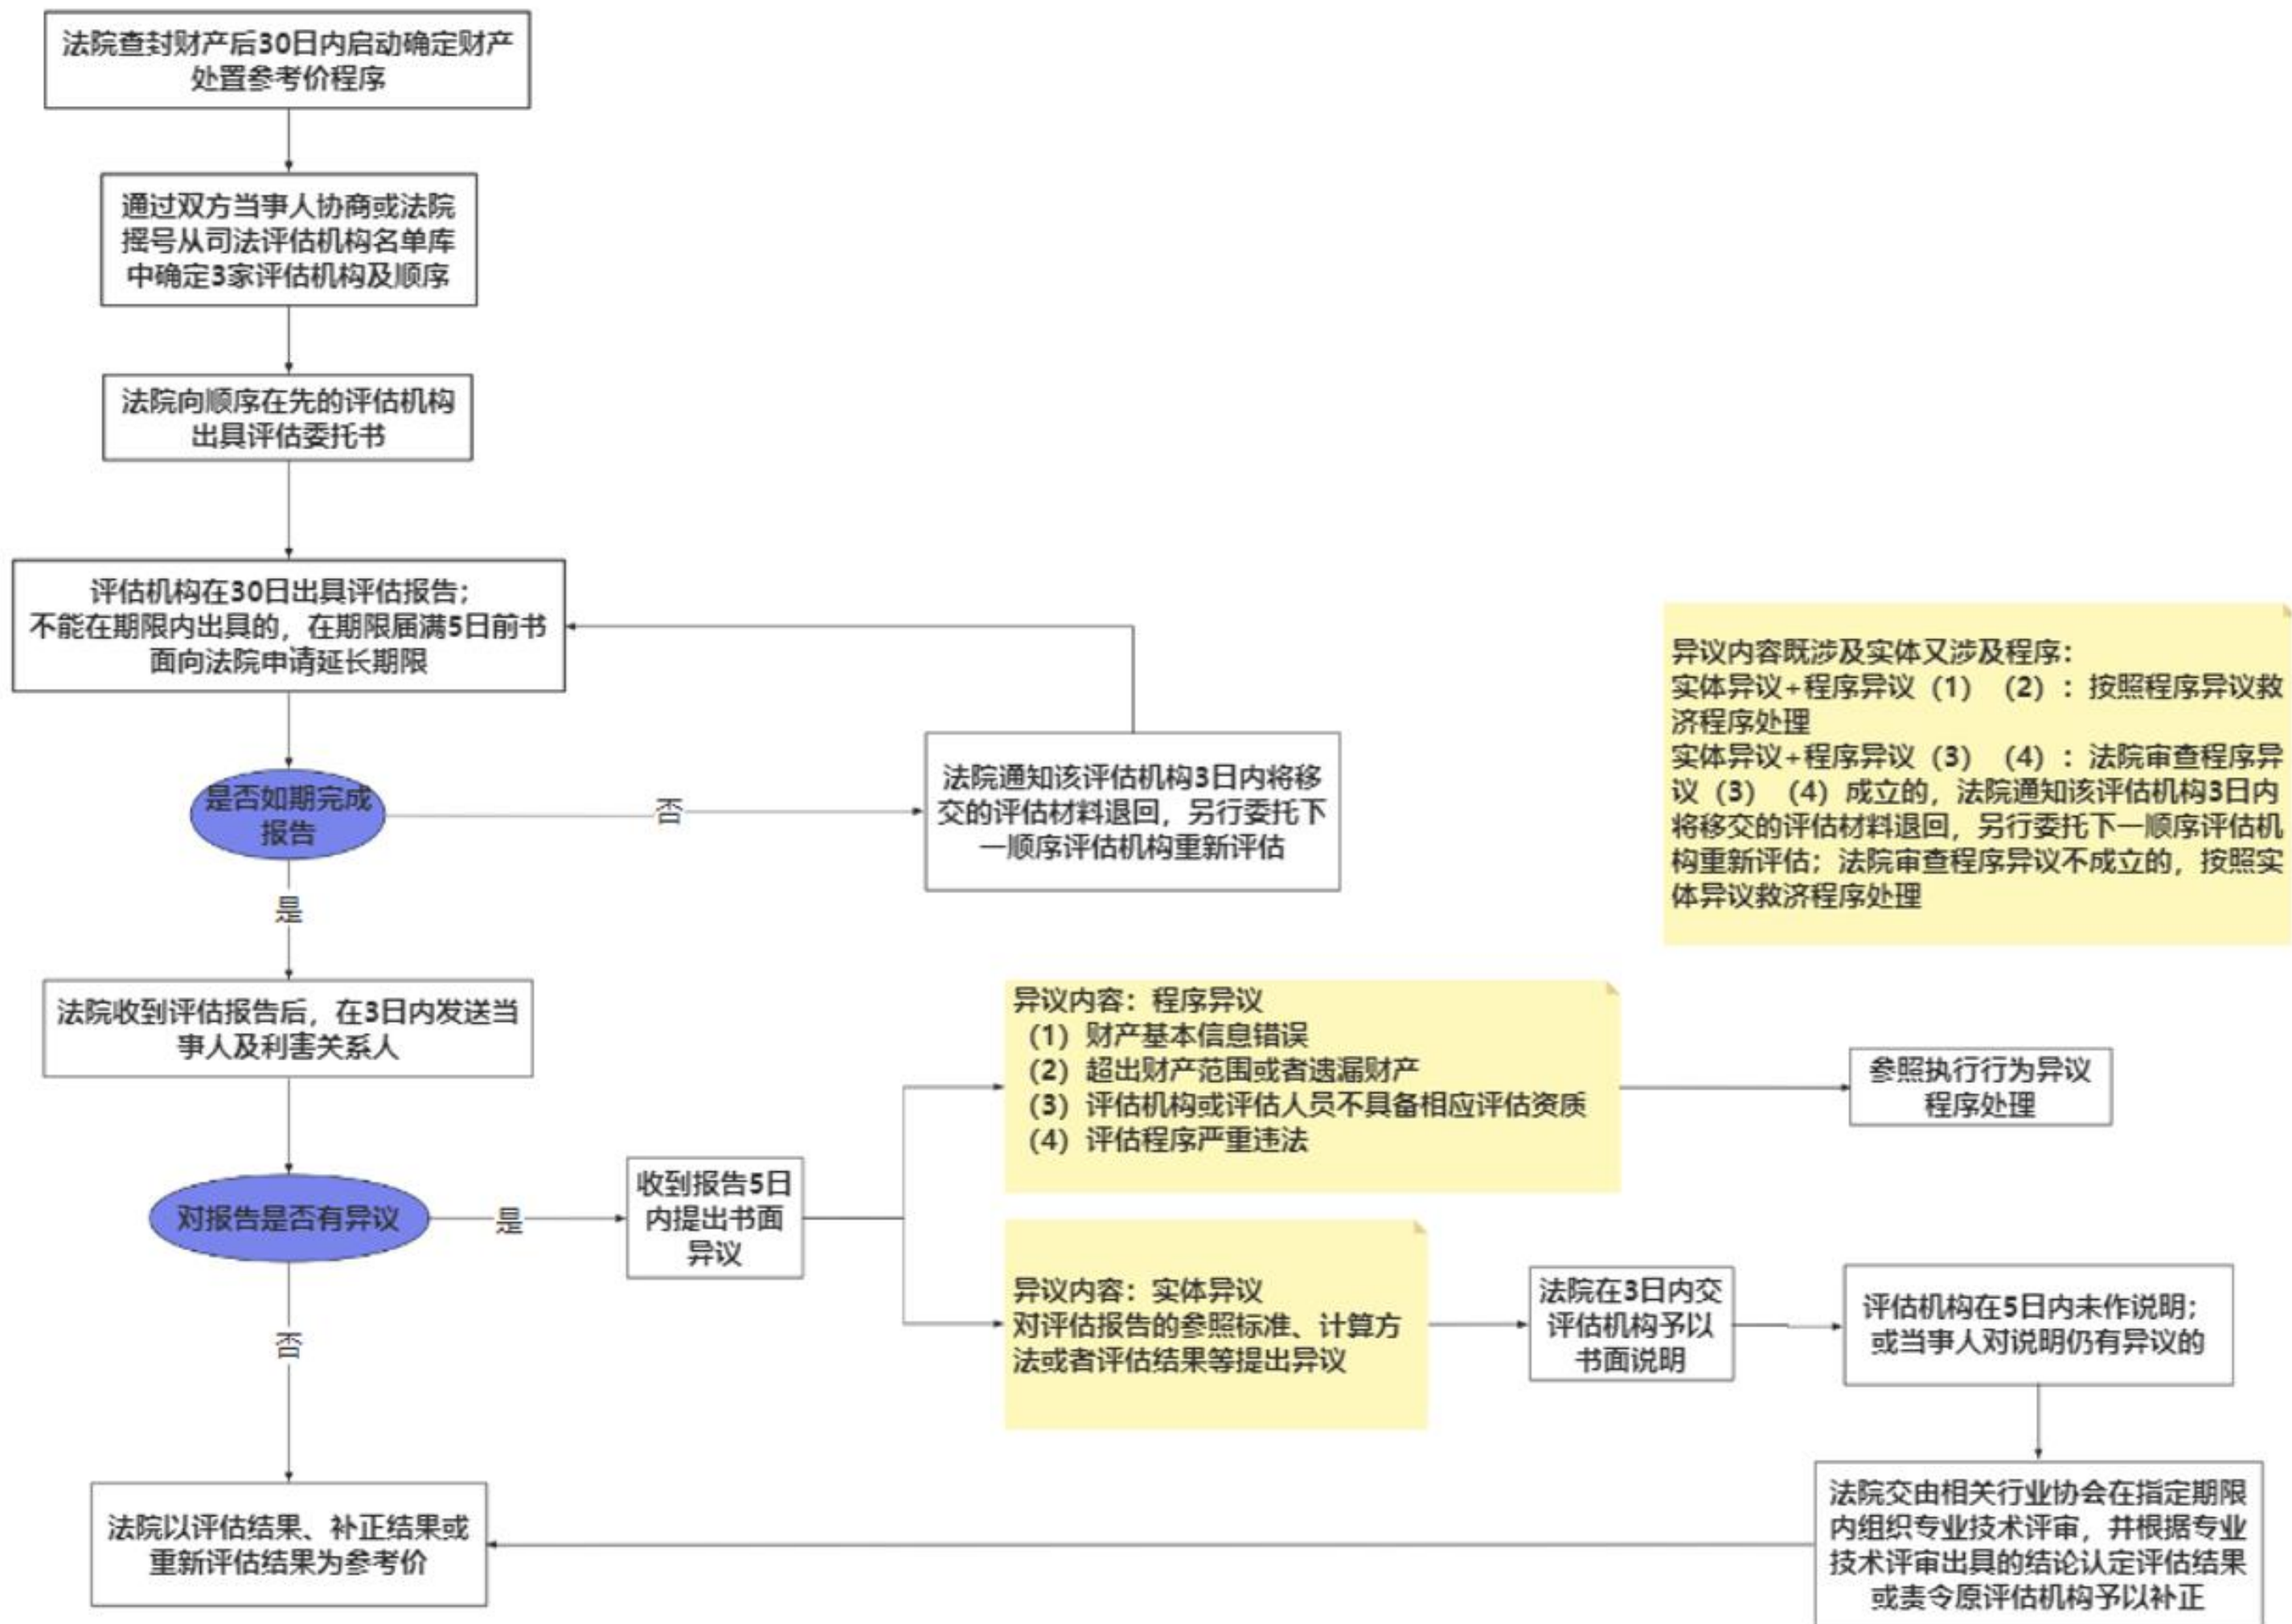 法院查封财产后30日内启动确定财产
处置参考价程序
通过双方当事人协商或法院
摇号从司法评估机构名单库
中确定3家评估机构及顺序
法院向顺序在先的评估机构
出具评估委托书
评估机构在30日出具评估报告；
不能在期限内出具的，在期限届满5日前书
面向法院申请延长期限
是否如期完成
报告
否
法院通知该评估机构3日内将移
交的评估材料退回，另行委托下
一顺序评估机构重新评估
异议内容既涉及实体又涉及程序：
实体异议+程序异议（1）（2）：按照程序异议救
济程序处理
实体异议+程序异议（3）（4）：法院审查程序异
议（3）（4）成立的，法院通知该评估机构3日内
将移交的评估材料退回，另行委托下一顺序评估机
构重新评估；法院审查程序异议不成立的，按照实
体异议救济程序处理
是
法院收到评估报告后，在3日内发送当
事人及利害关系人
对报告是否有异议
是
收到报告5日
内提出书面
异议
异议内容：程序异议
（1）财产基本信息错误
（2）超出财产范围或者遗漏财产
（3）评估机构或评估人员不具备相应评估资质
（4）评估程序严重违法
参照执行行为异议
程序处理
异议内容：实体异议
对评估报告的参照标准、计算方
法或者评估结果等提出异议
法院在3日内交
评估机构予以
书面说明
评估机构在5日内未作说明；
或当事人对说明仍有异议的
否
法院以评估结果、补正结果或
重新评估结果为参考价
法院交由相关行业协会在指定期限
内组织专业技术评审，并根据专业
技术评审出具的结论认定评估结果
或责令原评估机构予以补正